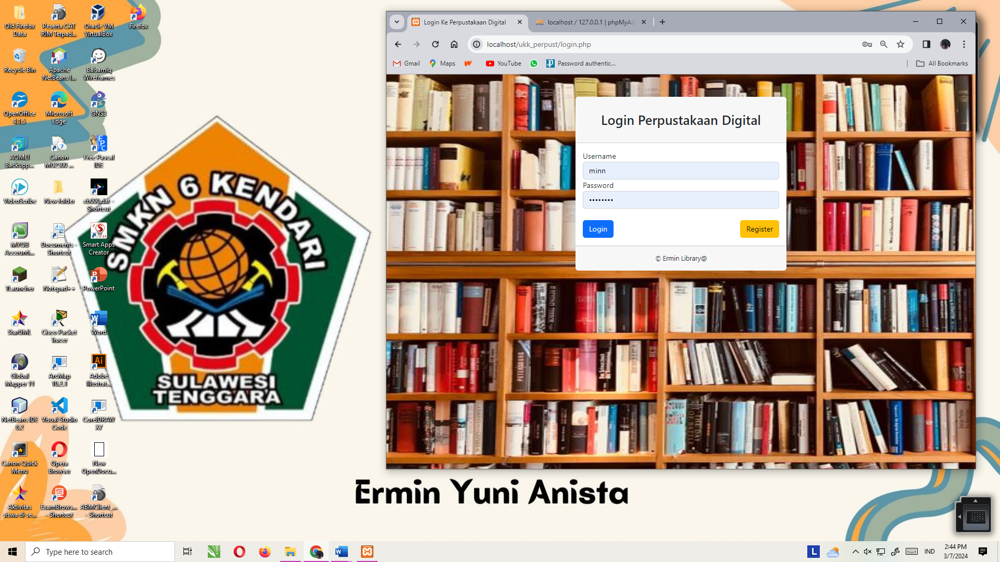 Old Firefox
Data
Peserta CAT
RIM Terpad...
Oracle VM
VirtualBox
Firefox
Recycle Bin
Apache
NetBeans I...
Balsamiq
Wireframes
OpenOffice
4.1.5
Microsoft
Edge
GNS3
AOMEI
Backupp...
Canon
MG2500 ...
Free Pascal
IDE
VideoScribe
New folder
eb000.dat -
Shortcut
MYOB
Accounti...
Documents -
Shortcut
Smart Apps
Creator
TLauncher
Notepad++
PowerPoint
StarUML
Cisco Packet
Tracer
Word
Global
Mapper 11
ArcMap
10.2.1
Adobe
Illustrat...
NetBeans IDE
8.2
Visual Studio
Code
CorelDRAW
X7
Canon Quick
Menu
Opera
Browser
New
OpenDocu...
Aktivitas
siswa di se...
ExamBrows...
- Shortcut
ABMClient_...
- Shortcut
SMKN 6 KENDARI
SULAWESI
TENGGARA
Ermin Yuni Anista
Login Ke Perpustakaan Digital
localhost / 127.0.0.1 | phpMyAd
localhost/ukk_perpust/login.php
Gmail
Maps
YouTube
Password authentic...
All Bookmarks
Login Perpustakaan Digital
Username
minn
Password
••••••••
Login
Register
© Ermin Library@
Type here to search
L
IND
2:44 PM
3/7/2024